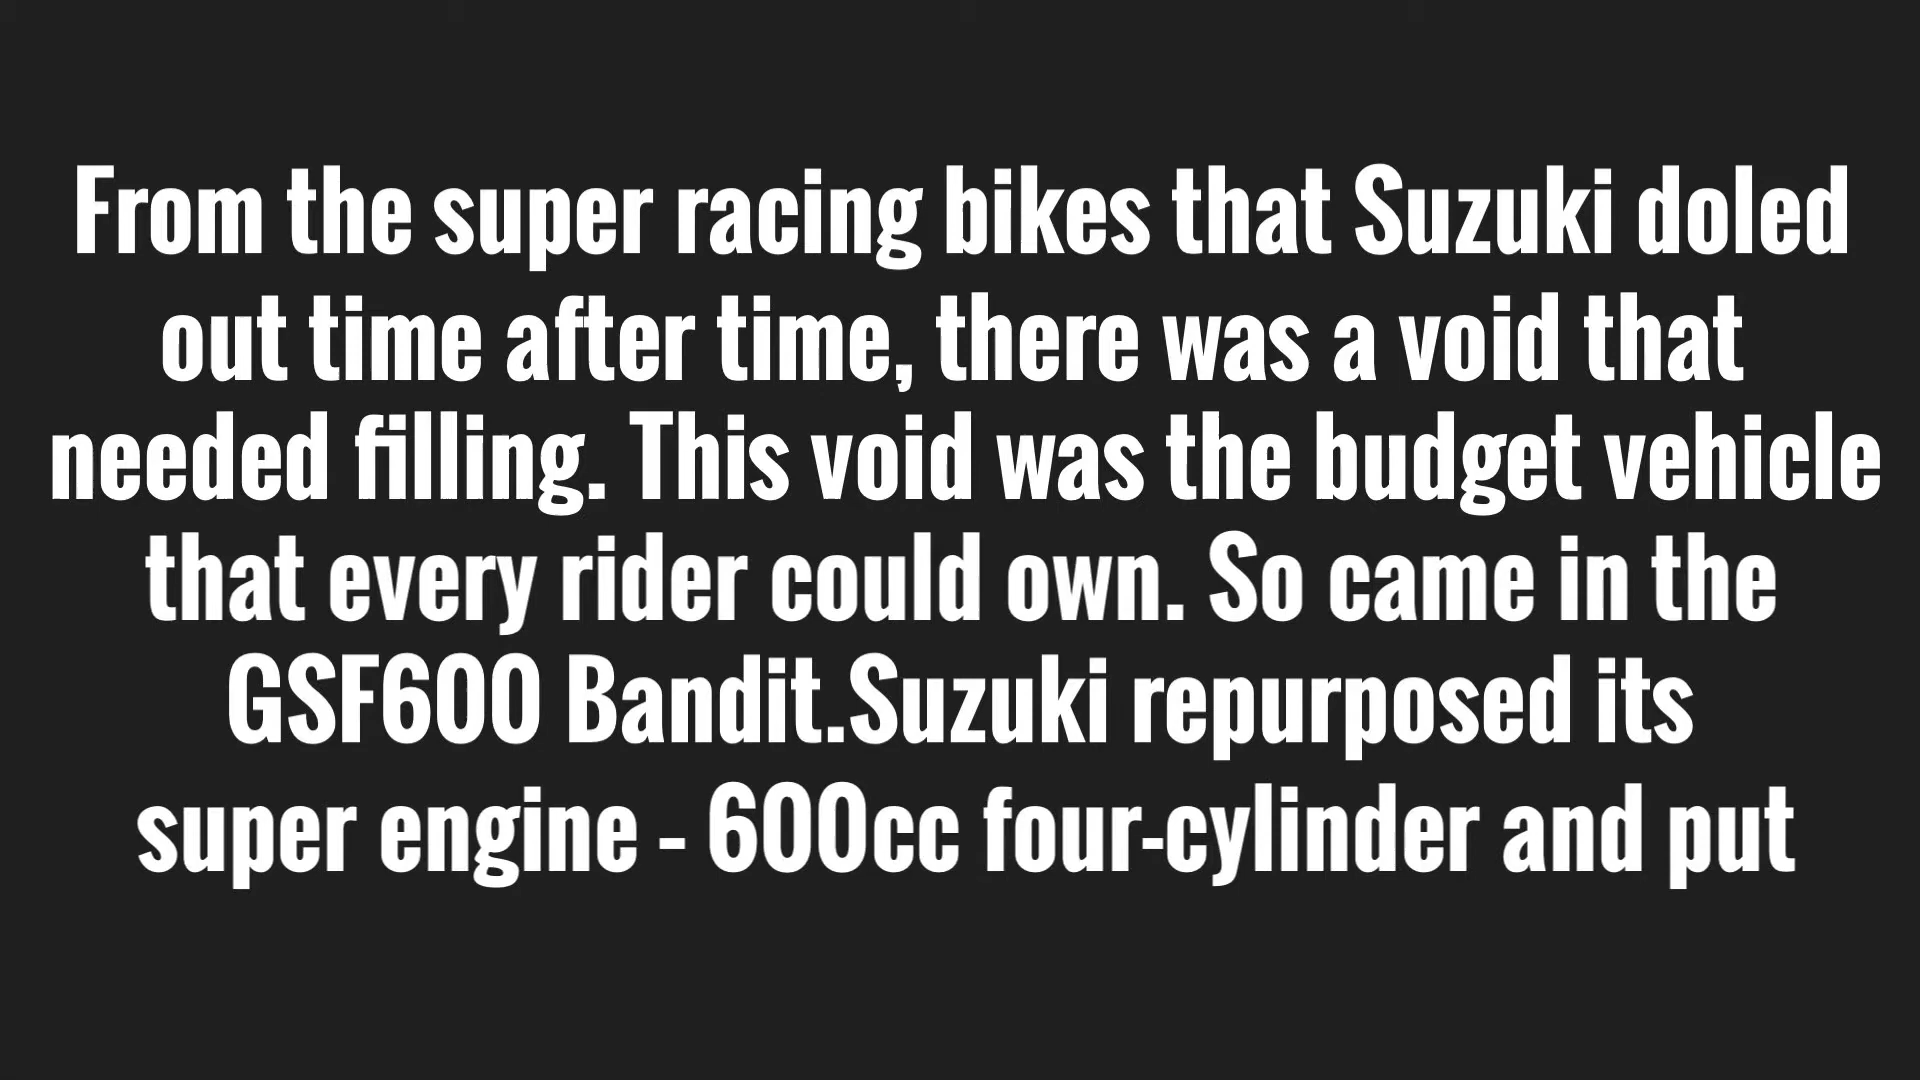 From the super racing bikes that Suzuki doled
out time after time, there was a void that
needed filling. This void was the budget vehicle
that every rider could own. So came in the
GSF600 Bandit.Suzuki repurposed its
super engine - 600cc four-cylinder and put